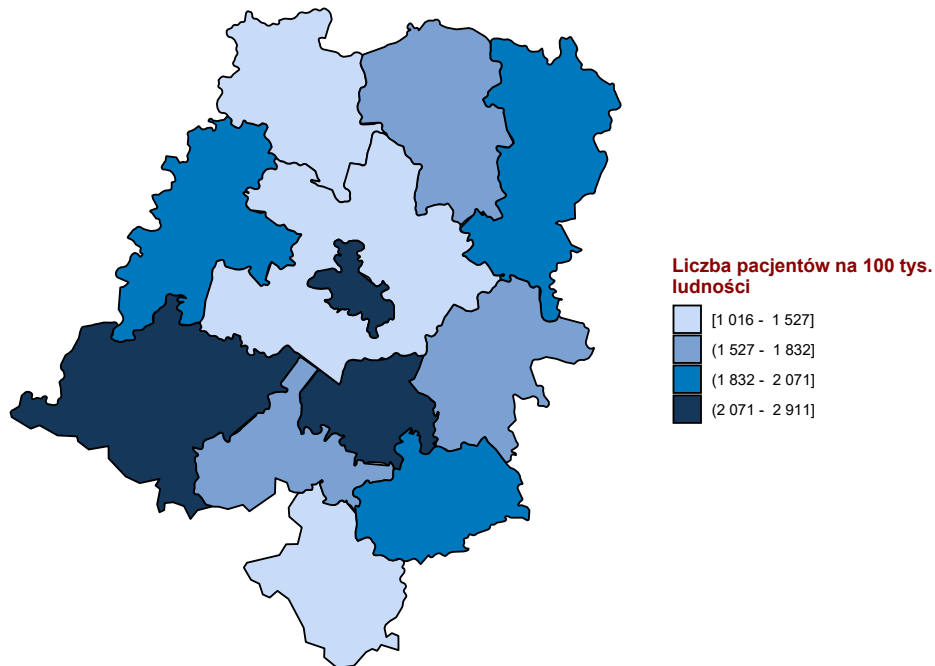 Liczba pacjentów na 100 tys.
ludności
[1 016 - 1 527]
(1 527 - 1 832]
(1 832 - 2 071]
(2 071 - 2 911]